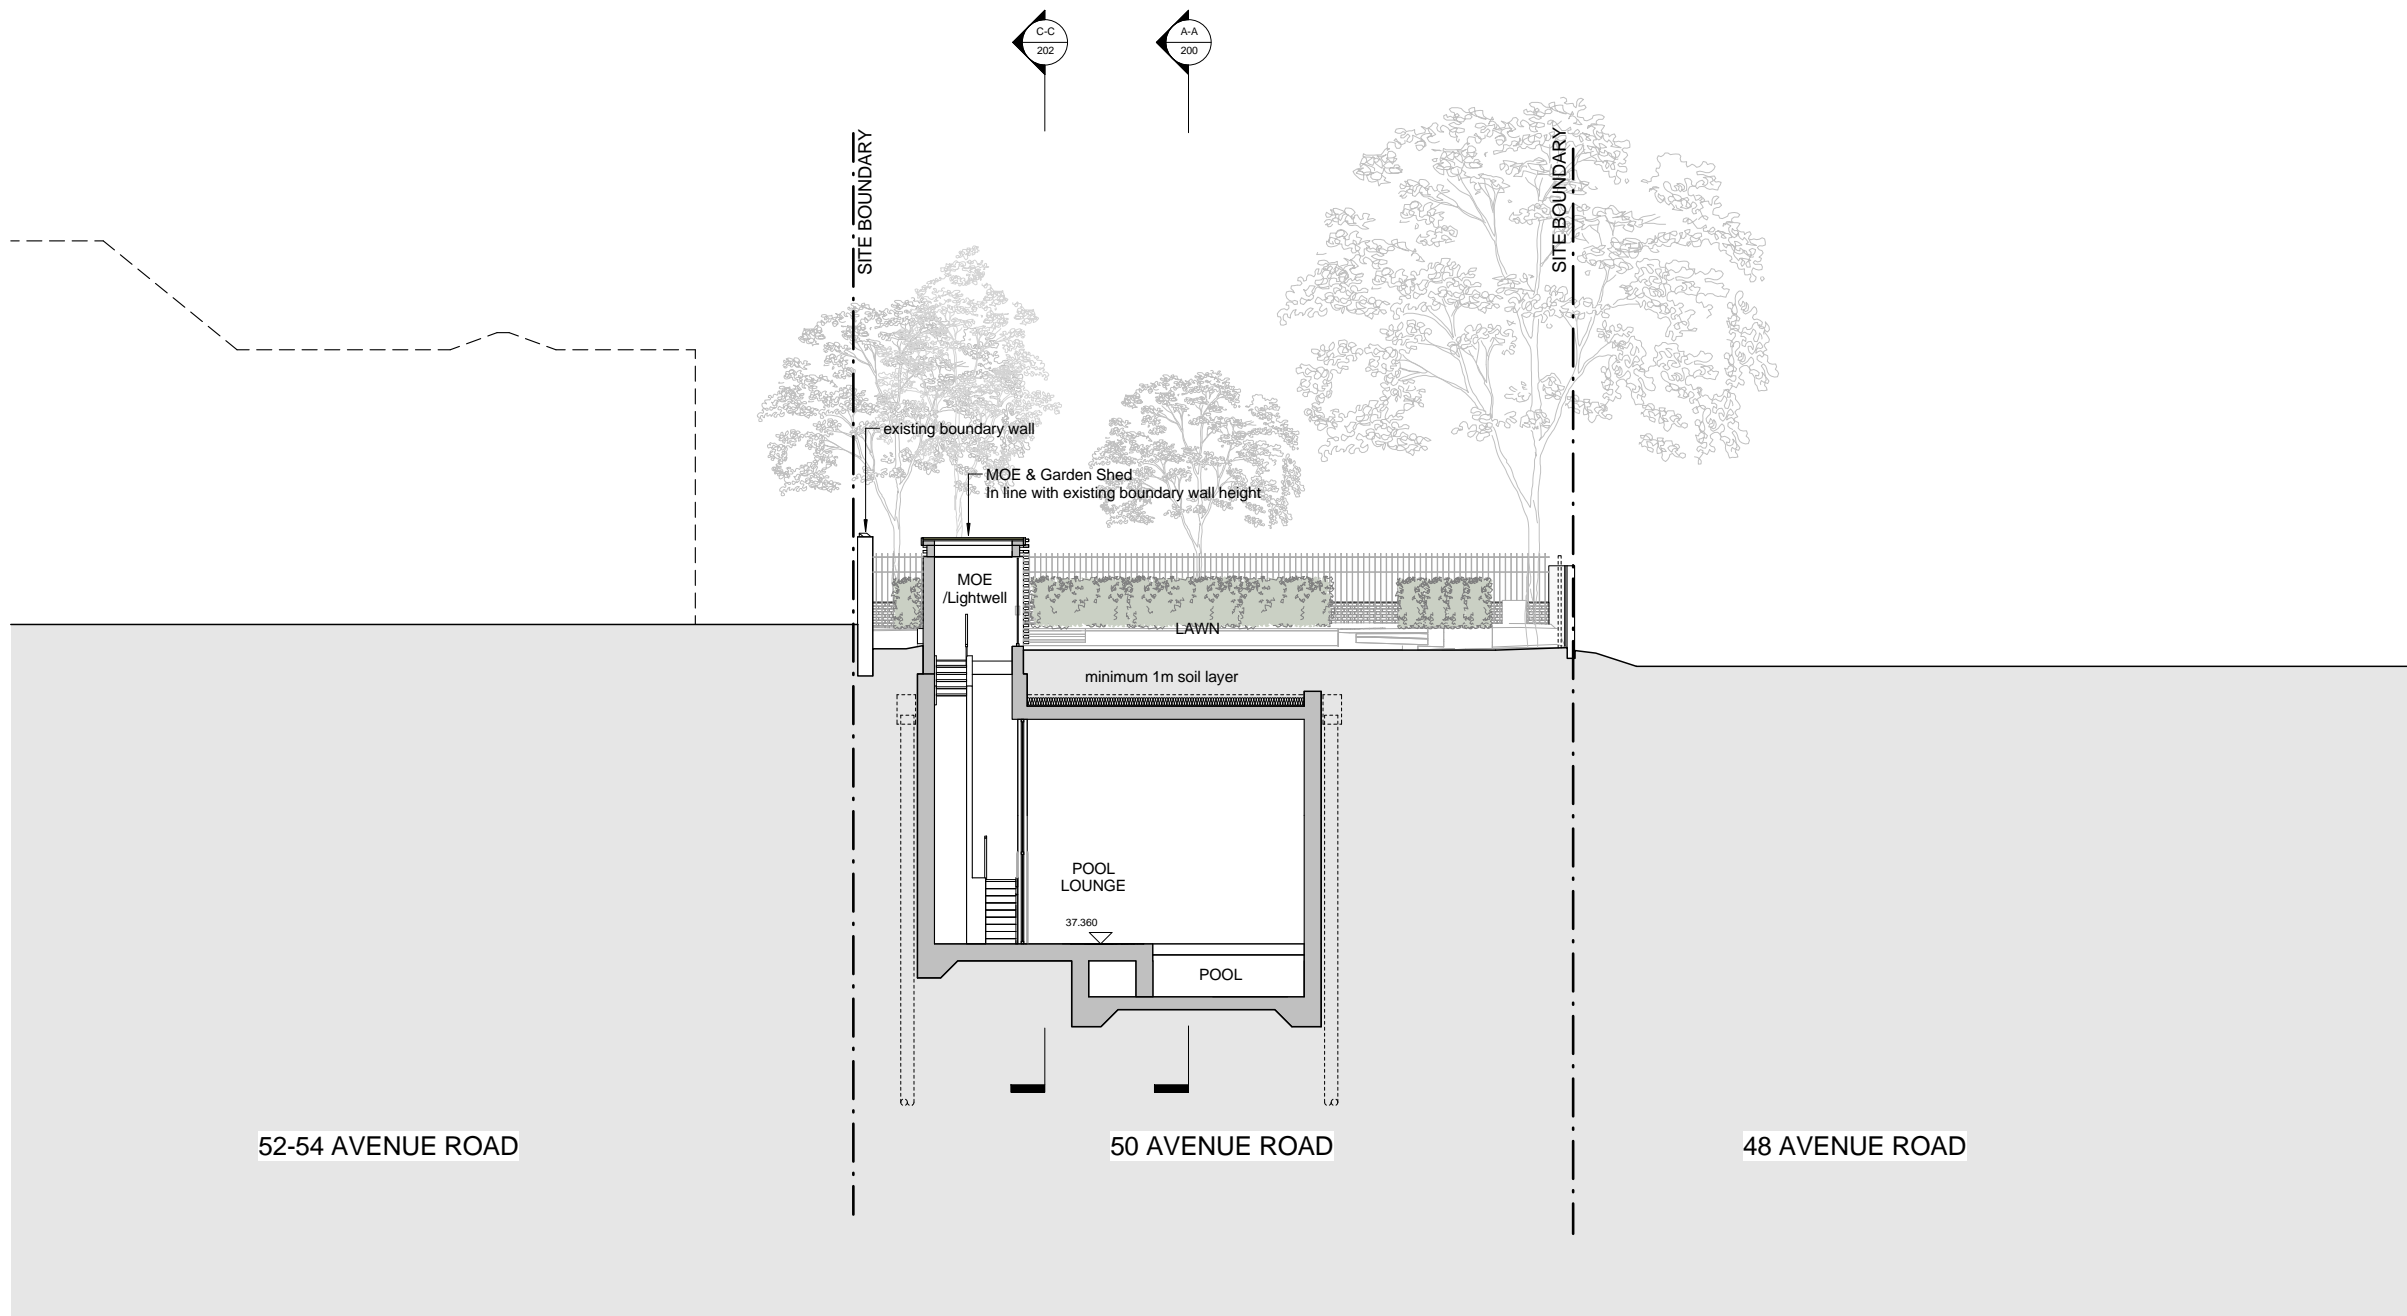 C-C
202
A-A
200
SITE BOUNDARY
SITE BOUNDARY
existing boundary wall
MOE & Garden Shed
In line with existing boundary wall height
MOE
/Lightwell
LAWN
minimum 1m soil layer
POOL
LOUNGE
37.360
POOL
52-54 AVENUE ROAD
50 AVENUE ROAD
48 AVENUE ROAD